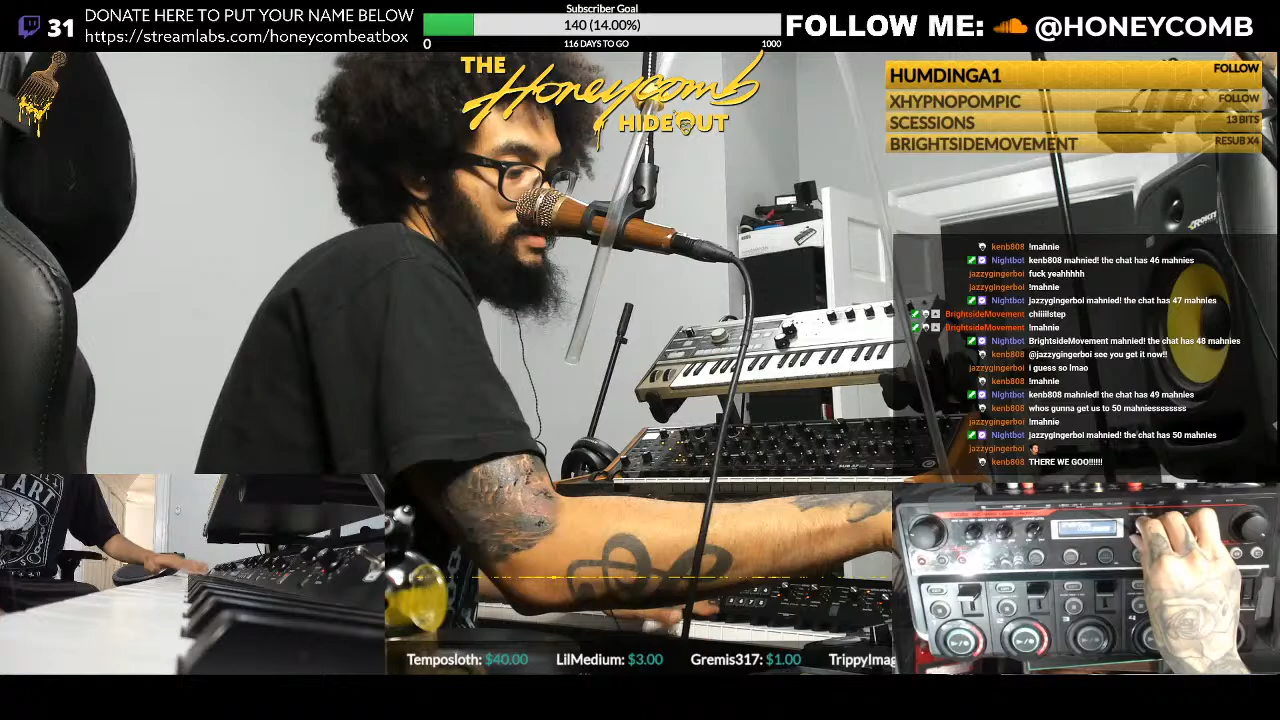 31
DONATE HERE TO PUT YOUR NAME BELOW
https://streamlabs.com/honeycombeatbox
Subscriber Goal
140 (14.00%)
0
116 DAYS TO GO
1000
FOLLOW ME: @HONEYCOMB
THE
Honeycomb
HIDEOUT
HUMDINGA1 FOLLOW
XHYPNOPOMPIC FOLLOW
SCESSIONS 13 BITS
BRIGHTSIDEMOVEMENT RESUB X4
kenb808 !mahnie
Nightbot kenb808 mahnied! the chat has 46 mahnies
jazzygingerboi fuck yeahhhhh
jazzygingerboi !mahnie
Nightbot jazzygingerboi mahnied! the chat has 47 mahnies
BrightsideMovement chiiiilstep
BrightsideMovement !mahnie
Nightbot BrightsideMovement mahnied! the chat has 48 mahnies
kenb808 @jazzygingerboi see you get it now!!
jazzygingerboi i guess so lmao
kenb808 !mahnie
Nightbot kenb808 mahnied! the chat has 49 mahnies
kenb808 whos gunna get us to 50 mahniesssssss
jazzygingerboi !mahnie
Nightbot jazzygingerboi mahnied! the chat has 50 mahnies
jazzygingerboi
kenb808 THERE WE GOO!!!!!!
KRK
ART
Temposloth: $40.00
LilMedium: $3.00
Gremis317: $1.00
TrippyImag